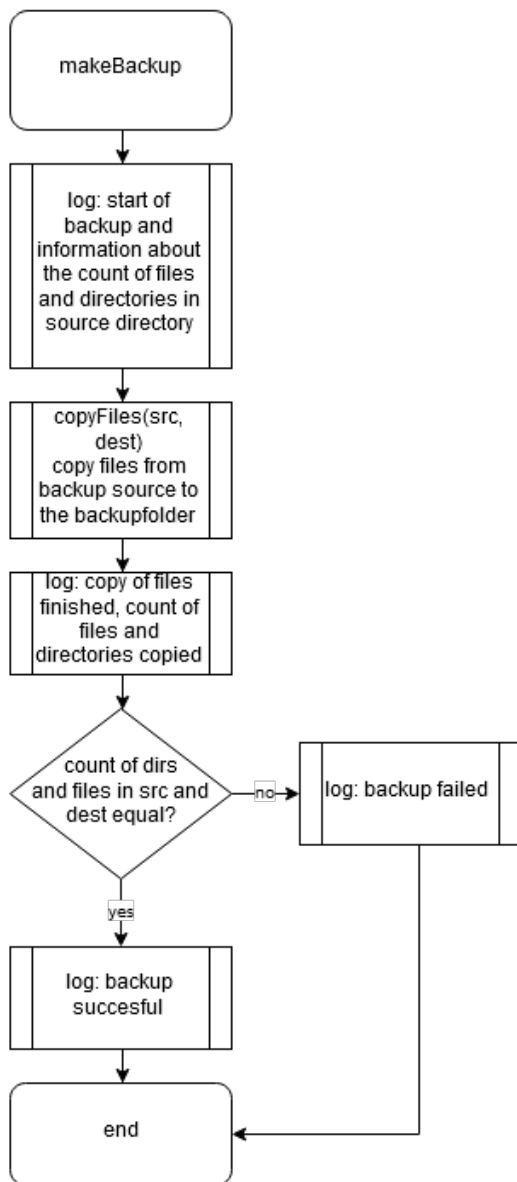 makeBackup
log: start of
backup and
information about
the count of files
and directories in
source directory
copyFiles(src,
dest)
copy files from
backup source to
the backupfolder
log: copy of files
finished, count of
files and
directories copied
count of dirs
and files in src and
dest equal?
no
log: backup failed
yes
log: backup
succesful
end